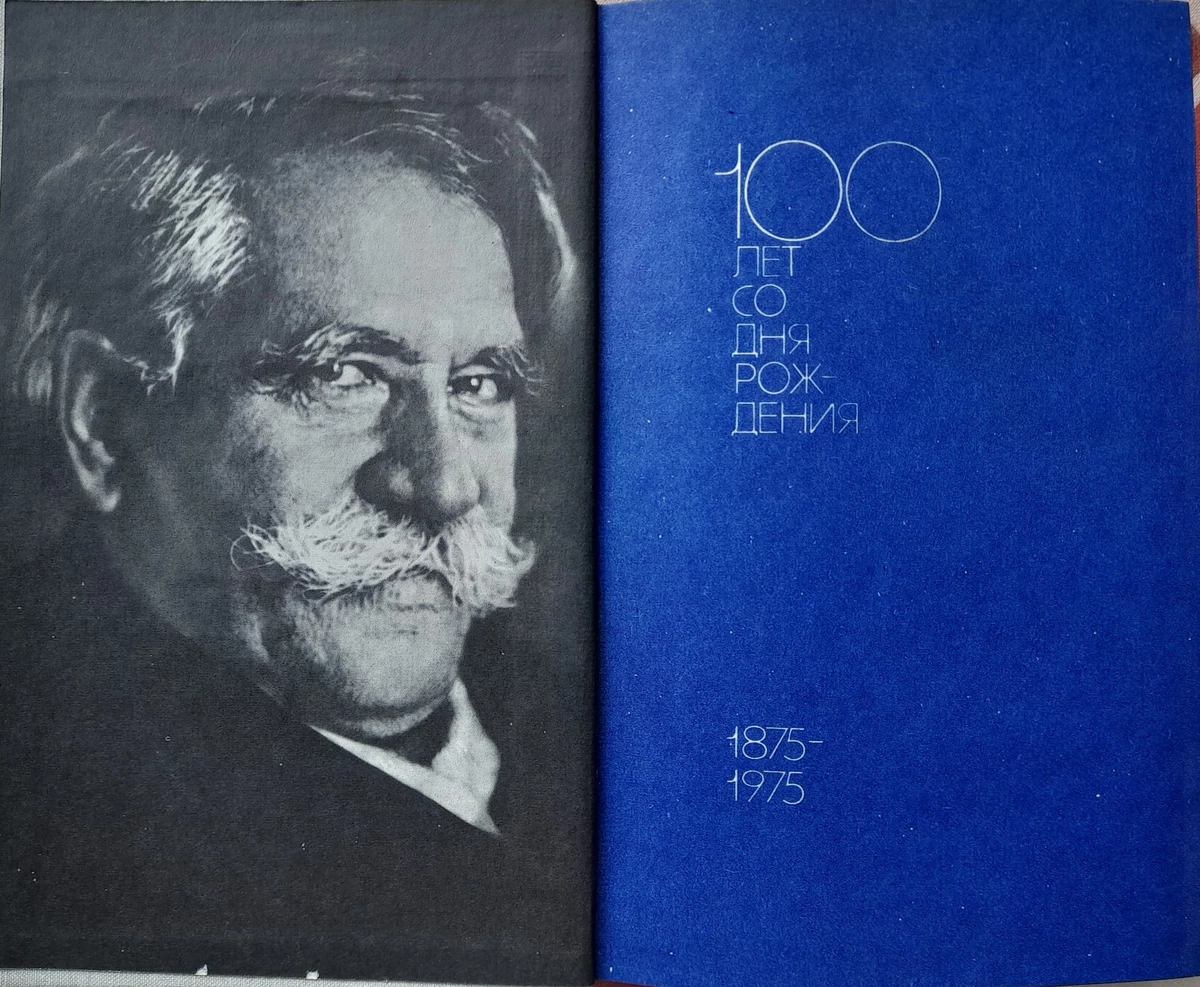 100
ЛЕТ
СО
ДНЯ
РОЖ-
ДЕНИЯ
1875-
1975